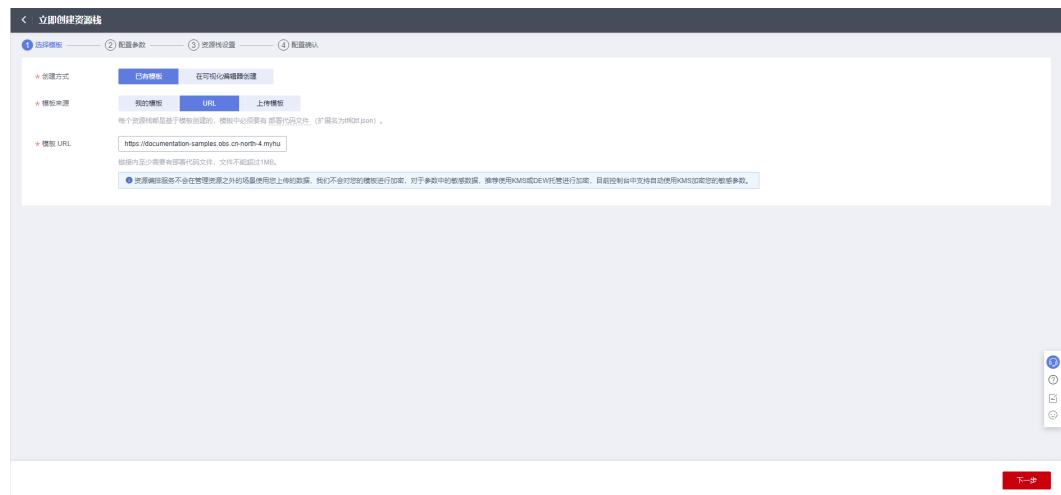 < 立即创建资源栈
1 选择模板 2 配置参数 3 资源栈设置 4 配置确认
* 创建方式 已有模板 在可视化编辑器创建
* 模板来源 我的模板 URL 上传模板
每个资源栈都是基于模板创建的，模板中必须要有 部署代码文件（扩展名为tf和tf.json）。
* 模板 URL https://documentation-samples.obs.cn-north-4.myhu
链接内至少需要有部署代码文件，文件不能超过1MB。
资源编排服务不会在管理资源之外的场景使用您上传的数据，我们不会对您的模板进行加密，对于参数中的敏感数据，推荐使用KMS或DEW托管进行加密，目前控制台中支持自动使用KMS加密您的敏感参数。
下一步